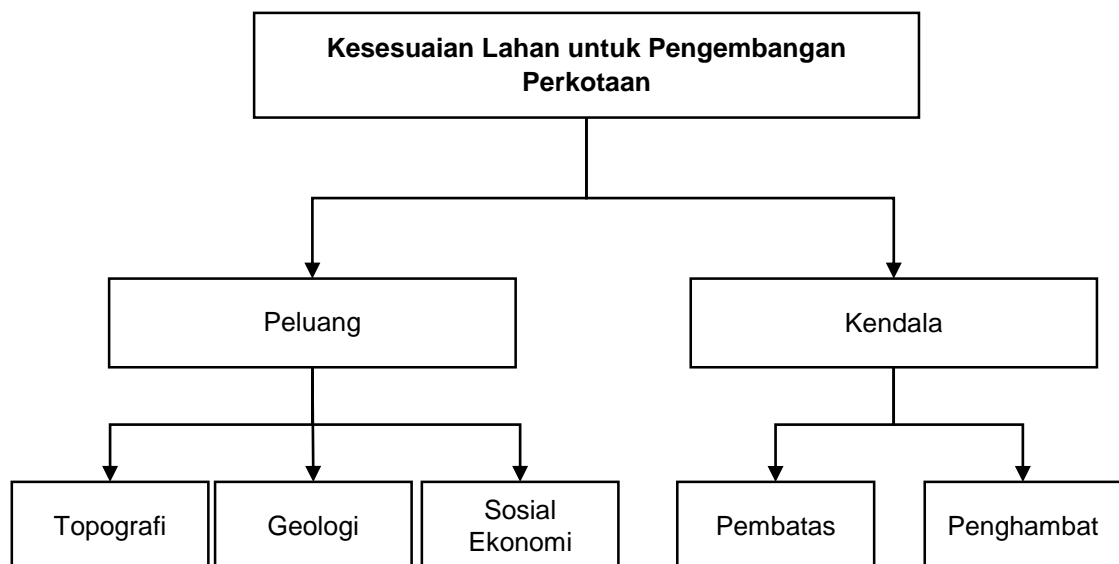 Kesesuaian Lahan untuk Pengembangan
Perkotaan
Peluang
Kendala
Topografi
Geologi
Sosial
Ekonomi
Pembatas
Penghambat